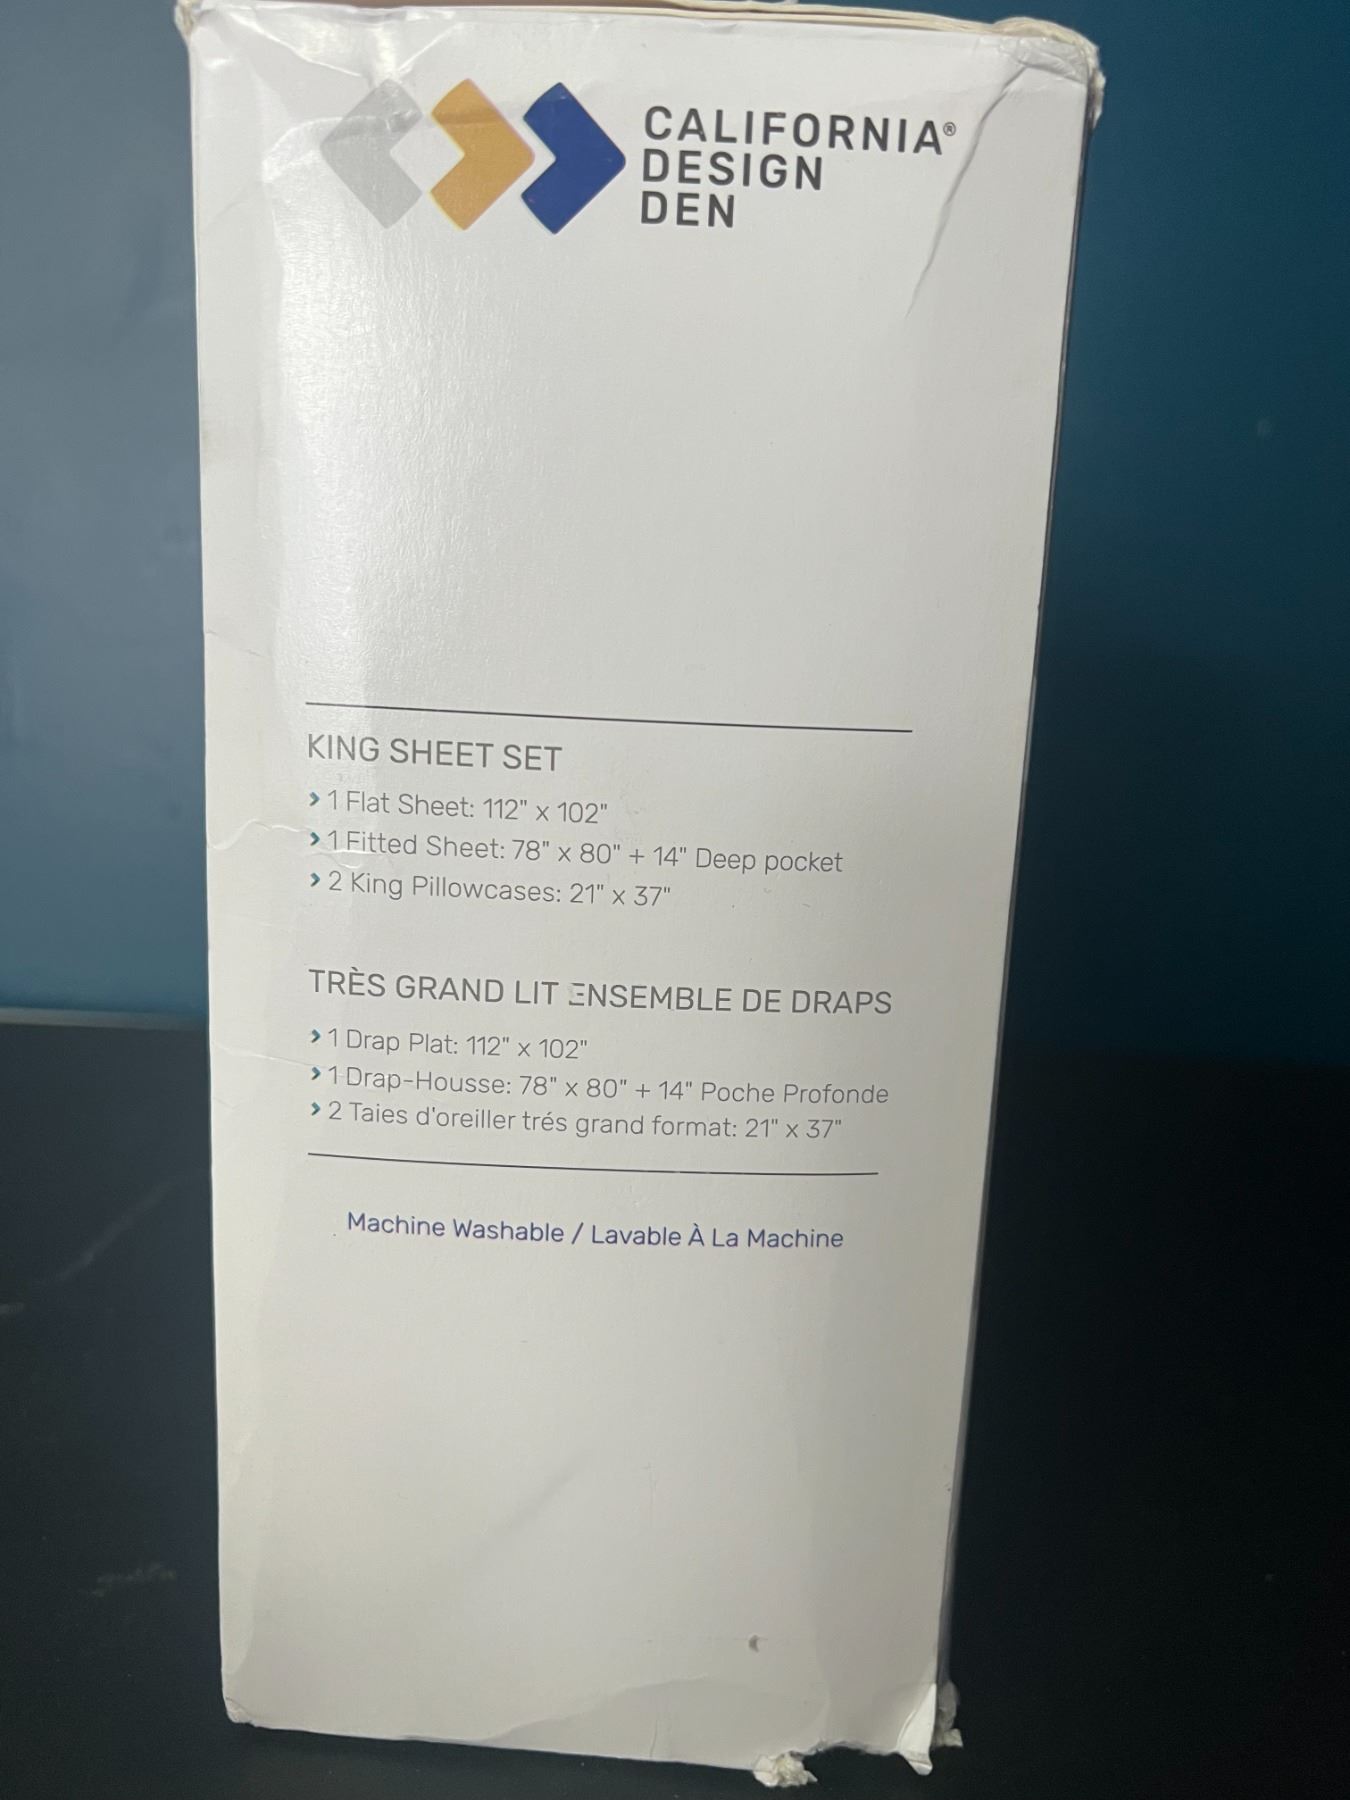 CALIFORNIA®
DESIGN
DEN
KING SHEET SET
› 1 Flat Sheet: 112" x 102"
› 1 Fitted Sheet: 78" x 80" + 14" Deep pocket
› 2 King Pillowcases: 21" x 37"
TRÈS GRAND LIT ENSEMBLE DE DRAPS
› 1 Drap Plat: 112" x 102"
› 1 Drap-Housse: 78" x 80" + 14" Poche Profonde
› 2 Taies d'oreiller trés grand format: 21" x 37"
Machine Washable / Lavable À La Machine